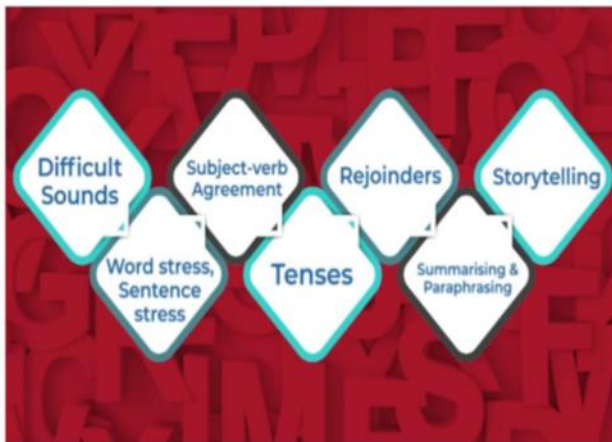 Difficult
Sounds
Word stress,
Sentence
stress
Subject-verb
Agreement
Tenses
Rejoinders
Summarising &
Paraphrasing
Storytelling